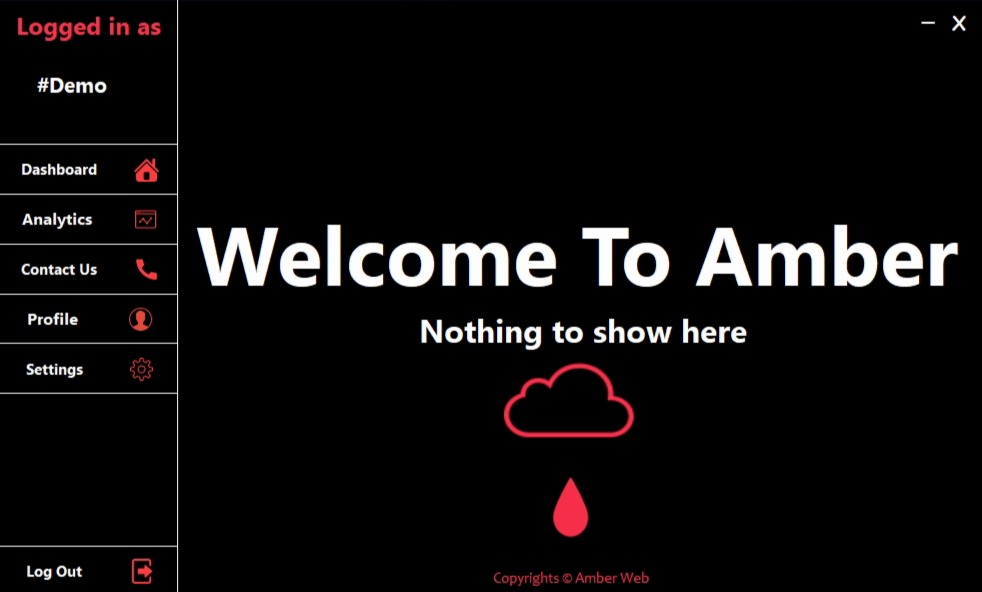 Logged in as
#Demo
Dashboard
Analytics
Contact Us
Profile
Settings
Log Out
Welcome To Amber
Nothing to show here
Copyrights © Amber Web